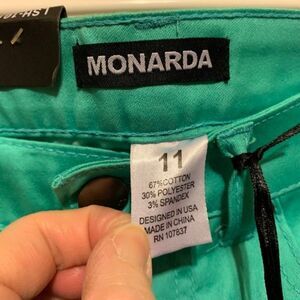 MONARDA
11
67%COTTON
30% POLYESTER
3% SPANDEX
DESIGNED IN USA
MADE IN CHINA
RN 107837